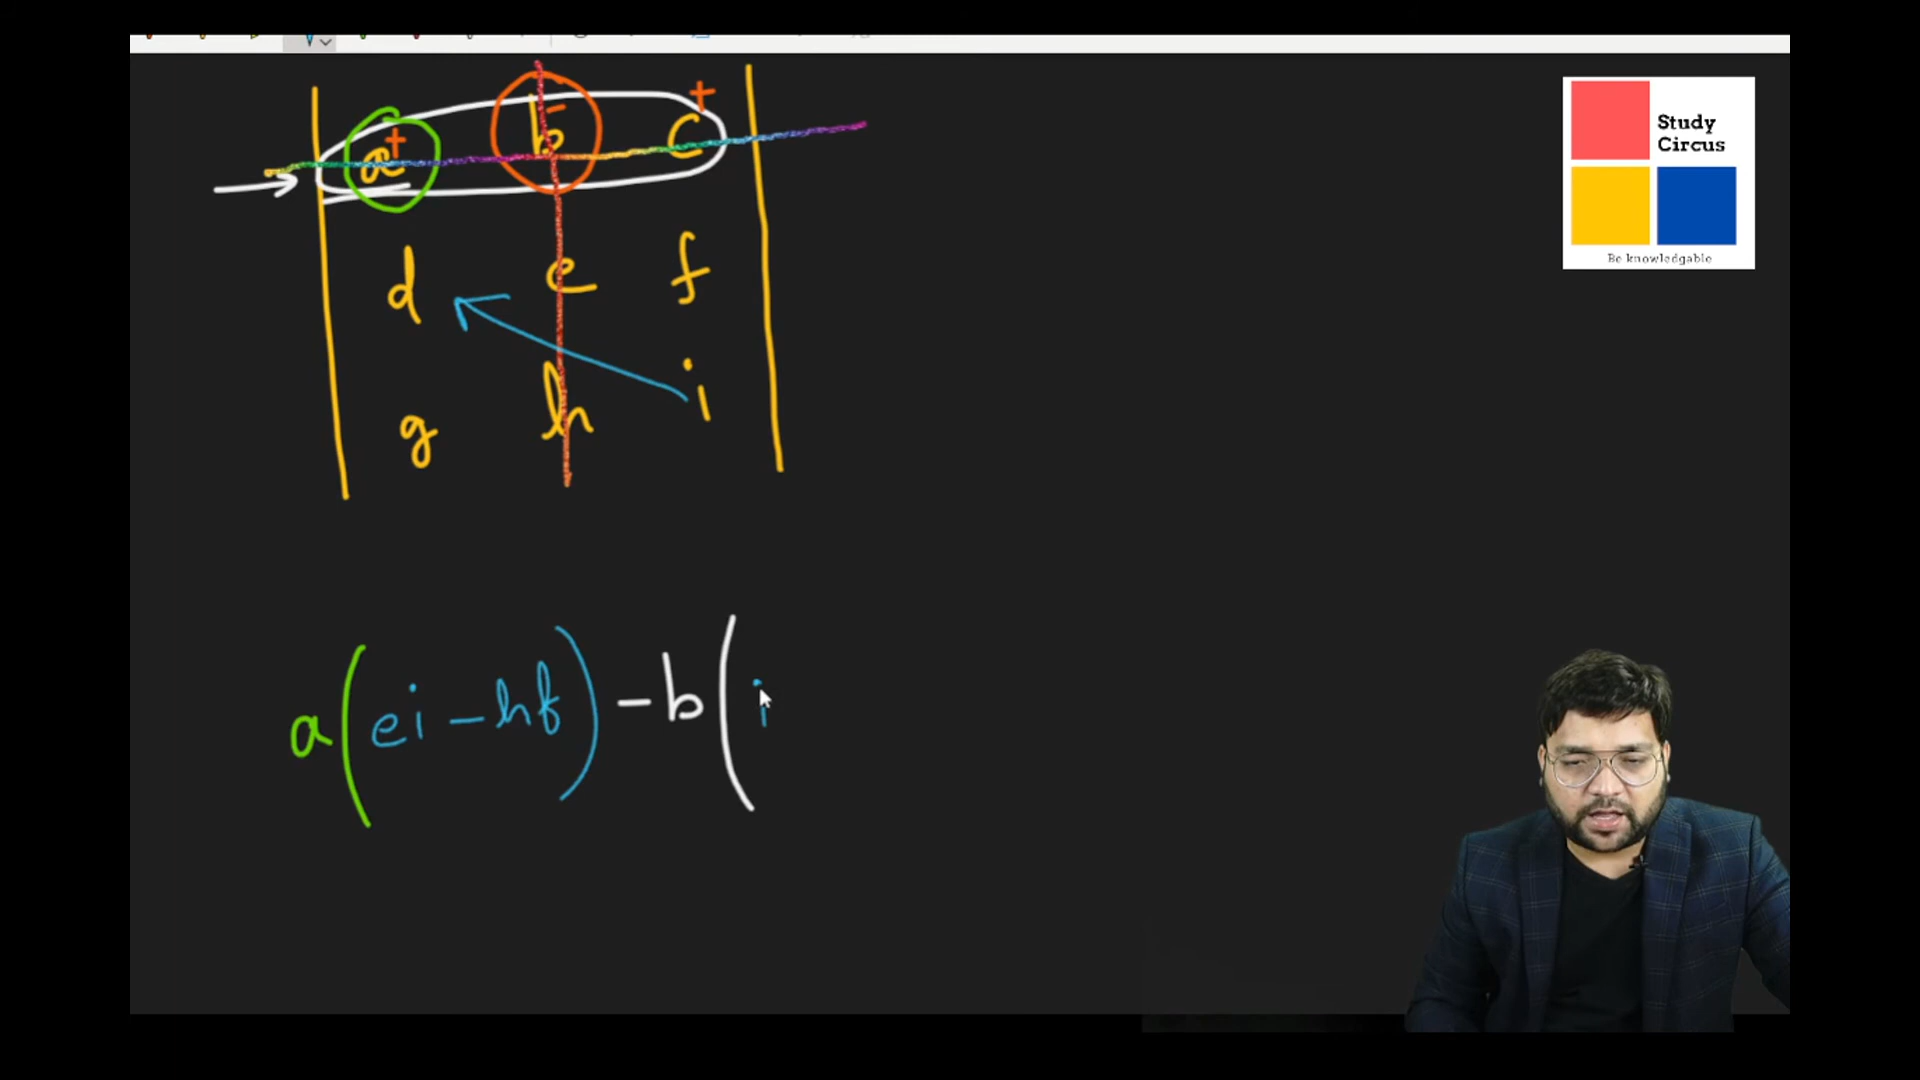 a+ b- c+
d e f
g h i
a(ei-hf)-b(i
Study
Circus
Be knowledgable